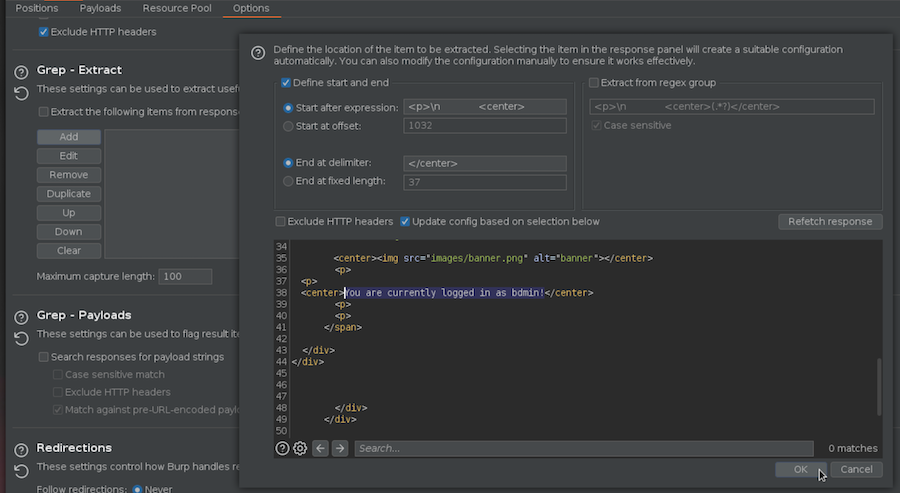 Positions Payloads Resource Pool Options
Exclude HTTP headers
Grep - Extract
These settings can be used to extract usef
Extract the following items from respons
Add
Edit
Remove
Duplicate
Up
Down
Clear
Maximum capture length: 100
Grep - Payloads
These settings can be used to flag result ite
Search responses for payload strings
Case sensitive match
Exclude HTTP headers
Match against pre-URL-encoded paylo
Redirections
These settings control how Burp handles re
Follow redirections: Never
Define the location of the item to be extracted. Selecting the item in the response panel will create a suitable configuration
automatically. You can also modify the configuration manually to ensure it works effectively.
Define start and end
Start after expression: <p>\n <center>
Start at offset: 1032
End at delimiter: </center>
End at fixed length: 37
Extract from regex group
<p>\n <center>(.*?)</center>
Case sensitive
Exclude HTTP headers Update config based on selection below Refetch response
34
35 <center><img src="images/banner.png" alt="banner"></center>
36 <p>
37 <p>
38 <center>You are currently logged in as bdmin!</center>
39 <p>
40 <p>
41 </span>
42
43 </div>
44 </div>
45
46
47
48 </div>
49 </div>
50
Search... 0 matches
OK Cancel